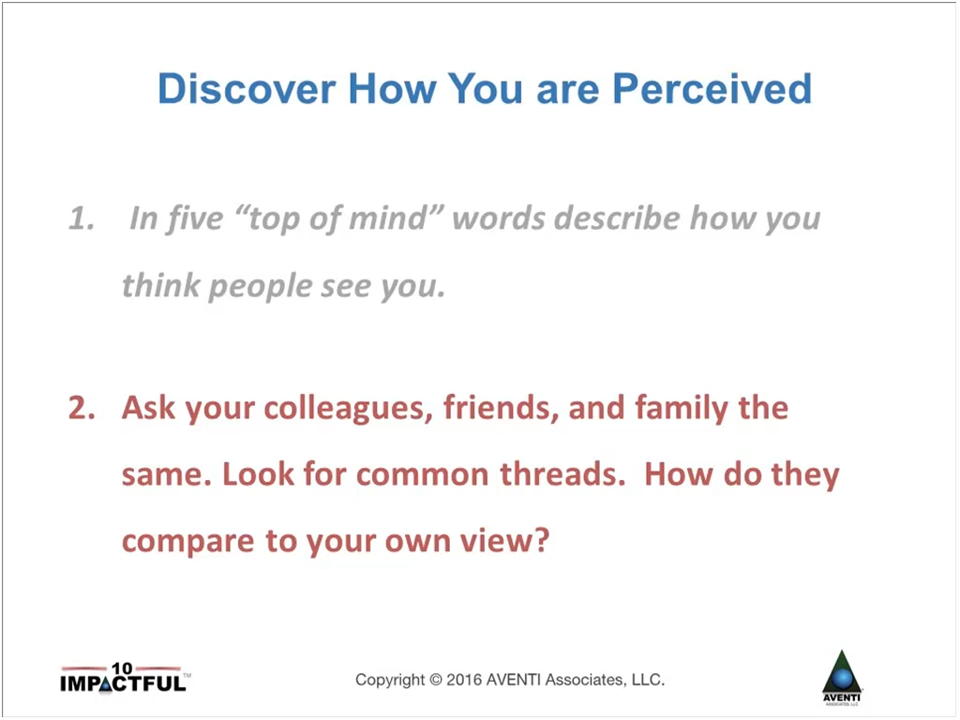 Discover How You are Perceived
1. In five “top of mind” words describe how you
think people see you.
2. Ask your colleagues, friends, and family the
same. Look for common threads. How do they
compare to your own view?
10
IMPACTFUL™
Copyright © 2016 AVENTI Associates, LLC.
AVENTI
ASSOCIATES, LLC